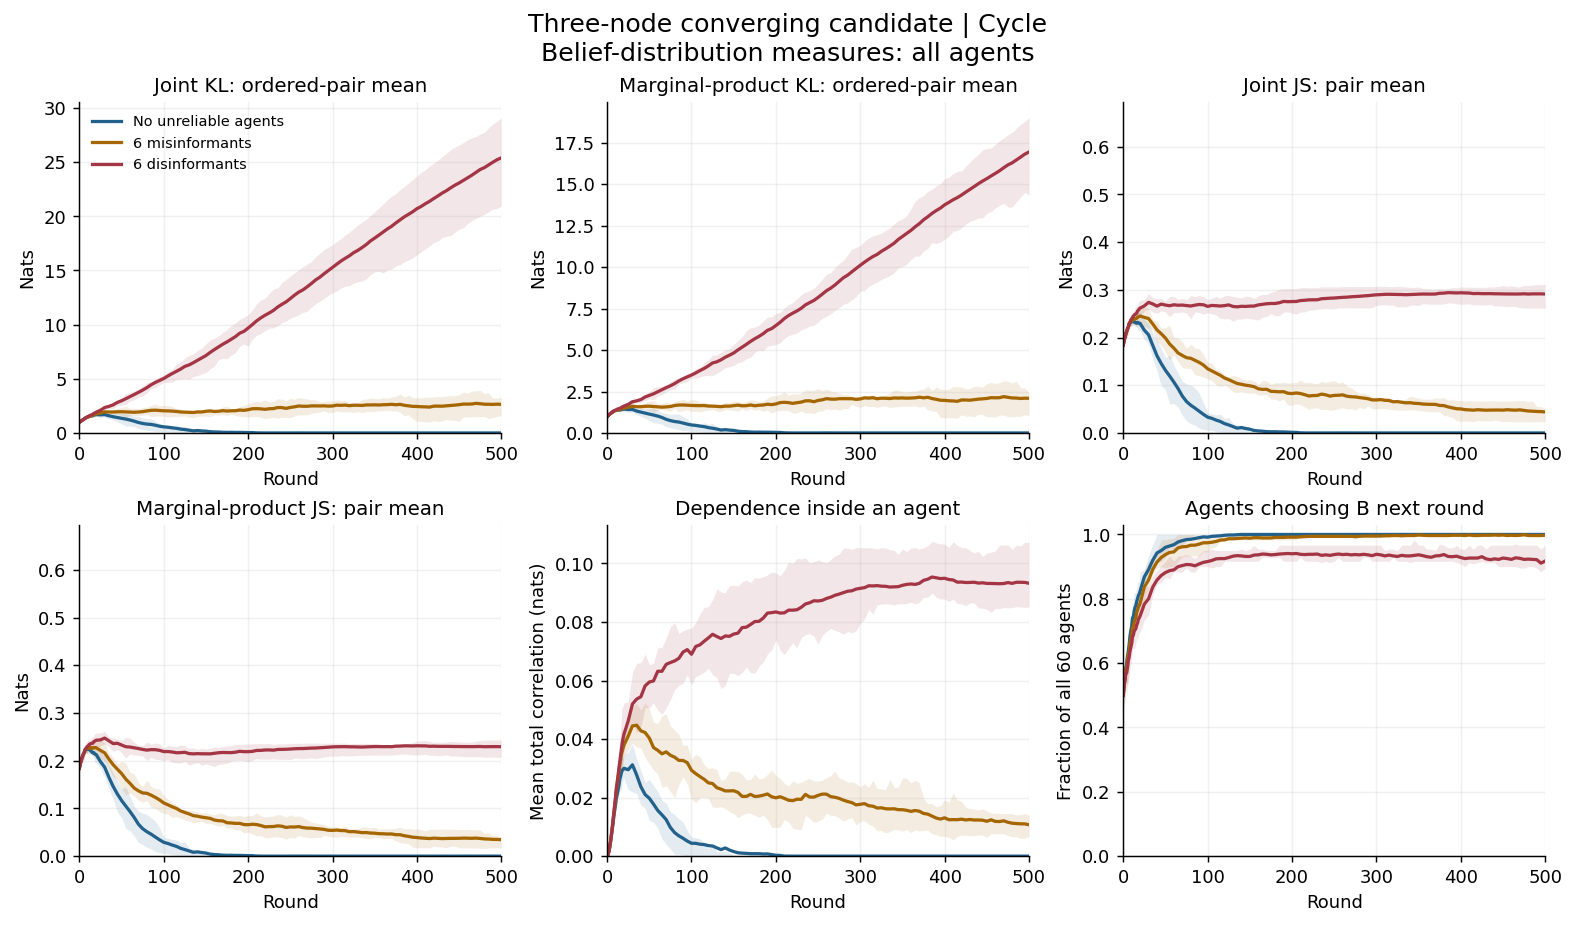 Three-node converging candidate | Cycle
Belief-distribution measures: all agents
Joint KL: ordered-pair mean
30
25
20
15
10
5
0
Nats
No unreliable agents
6 misinformants
6 disinformants
0 100 200 300 400 500
Round
Marginal-product KL: ordered-pair mean
17.5
15.0
12.5
10.0
7.5
5.0
2.5
0.0
Nats
0 100 200 300 400 500
Round
Joint JS: pair mean
0.6
0.5
0.4
0.3
0.2
0.1
0.0
Nats
0 100 200 300 400 500
Round
Marginal-product JS: pair mean
0.6
0.5
0.4
0.3
0.2
0.1
0.0
Nats
0 100 200 300 400 500
Round
Dependence inside an agent
0.10
0.08
0.06
0.04
0.02
0.00
Mean total correlation (nats)
0 100 200 300 400 500
Round
Agents choosing B next round
1.0
0.8
0.6
0.4
0.2
0.0
Fraction of all 60 agents
0 100 200 300 400 500
Round